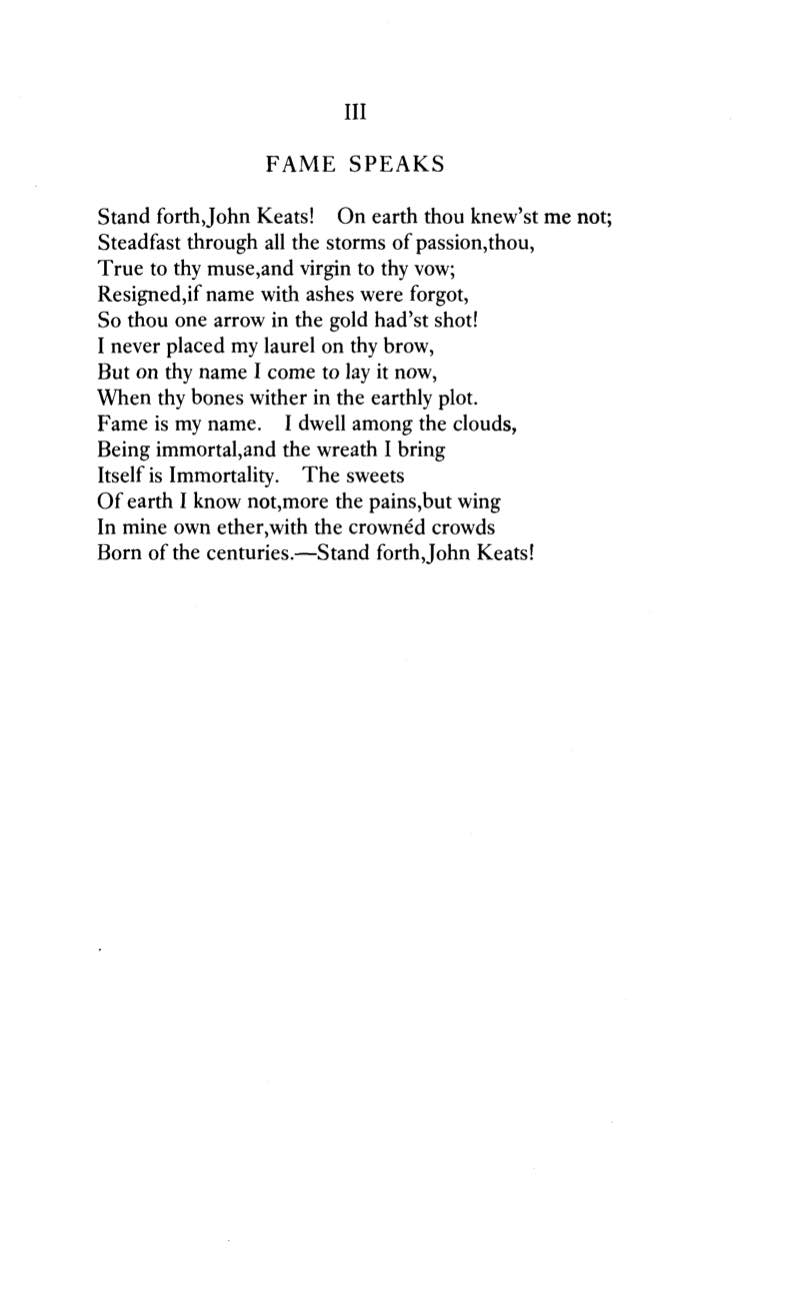 III
FAME SPEAKS
Stand forth,John Keats! On earth thou knew'st me not;
Steadfast through all the storms of passion,thou,
True to thy muse,and virgin to thy vow;
Resigned,if name with ashes were forgot,
So thou one arrow in the gold had'st shot!
I never placed my laurel on thy brow,
But on thy name I come to lay it now,
When thy bones wither in the earthly plot.
Fame is my name. I dwell among the clouds,
Being immortal,and the wreath I bring
Itself is Immortality. The sweets
Of earth I know not,more the pains,but wing
In mine own ether,with the crownéd crowds
Born of the centuries.—Stand forth,John Keats!